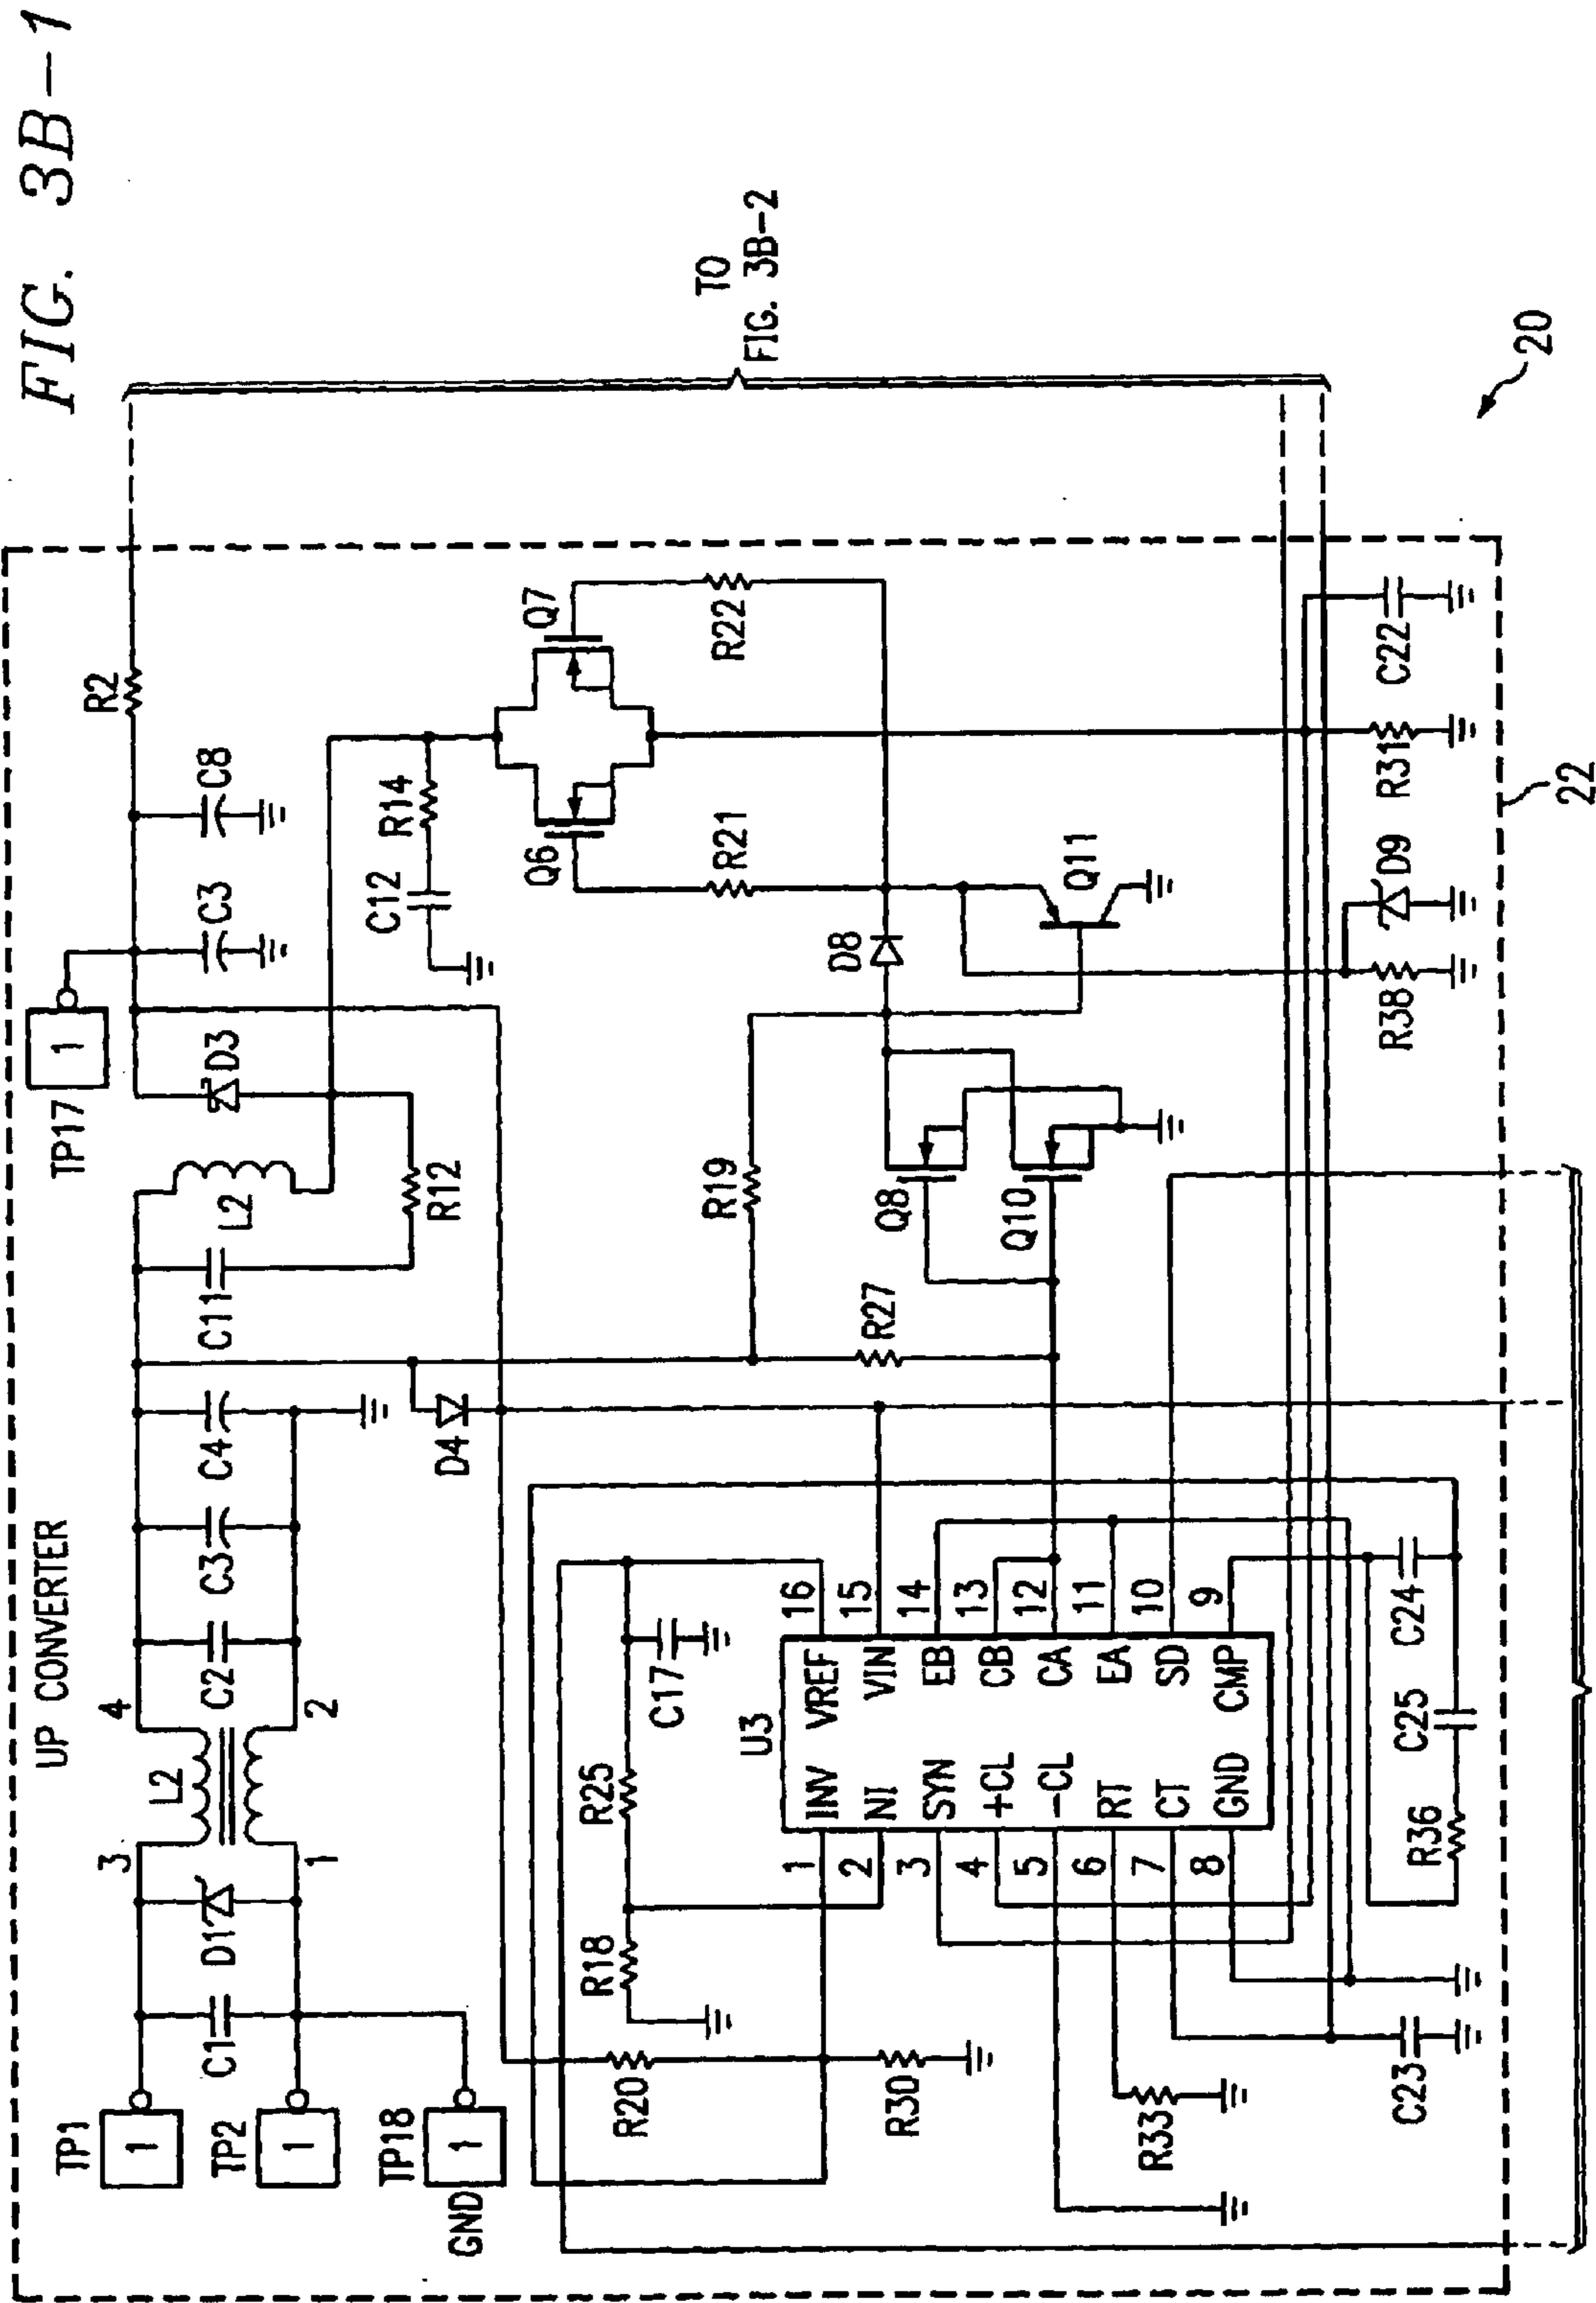 FIG. 3B-1
UP CONVERTER
TP1
1
TP2
1
TP18
1
GND
C1
D1
3
1
L2
4
2
C2
C3
C4
C11
L2
R12
D3
TP17
1
C3
C8
R2
D4
C12
R14
Q6
Q7
R21
R22
R19
R27
D8
Q8
Q10
Q11
R38
D9
R31
C22
R20
R30
R18
R25
C17
U3
1
2
3
4
5
6
7
8
INV
NI
SYN
+CL
-CL
RT
CT
GND
VREF
VIN
EB
CB
CA
EA
SD
CMP
16
15
14
13
12
11
10
9
R33
C23
R36
C25
C24
TO
FIG. 3B-2
20
22